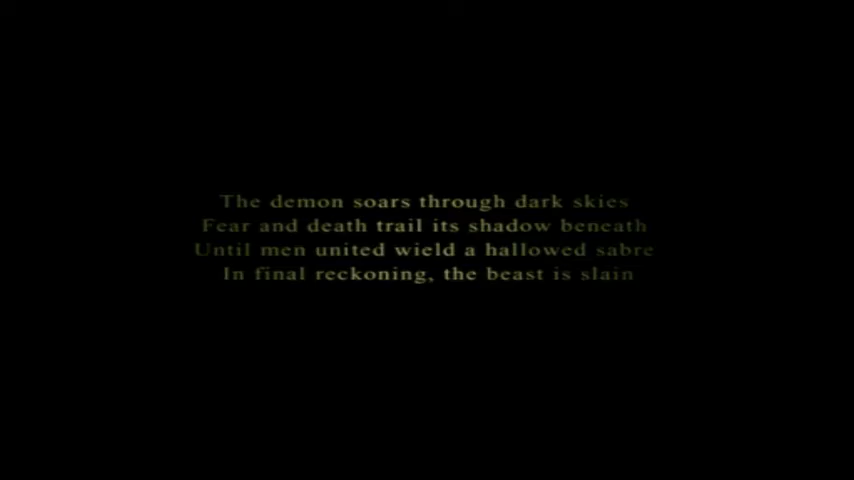 The demon soars through dark skies
Fear and death trail its shadow beneath
Until men united wield a hallowed sabre
In final reckoning, the beast is slain